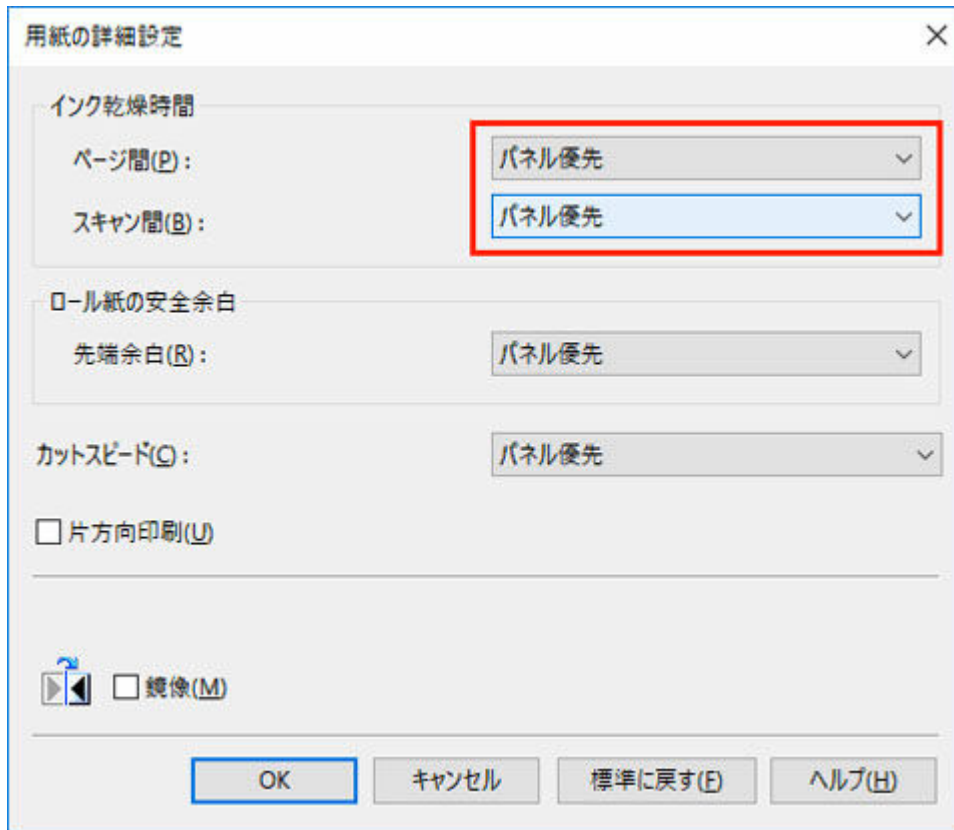 用紙の詳細設定
インク乾燥時間
ページ間(P): パネル優先
スキャン間(B): パネル優先
ロール紙の安全余白
先端余白(R): パネル優先
カットスピード(C): パネル優先
片方向印刷(U)
鏡像(M)
OK キャンセル 標準に戻す(F) ヘルプ(H)